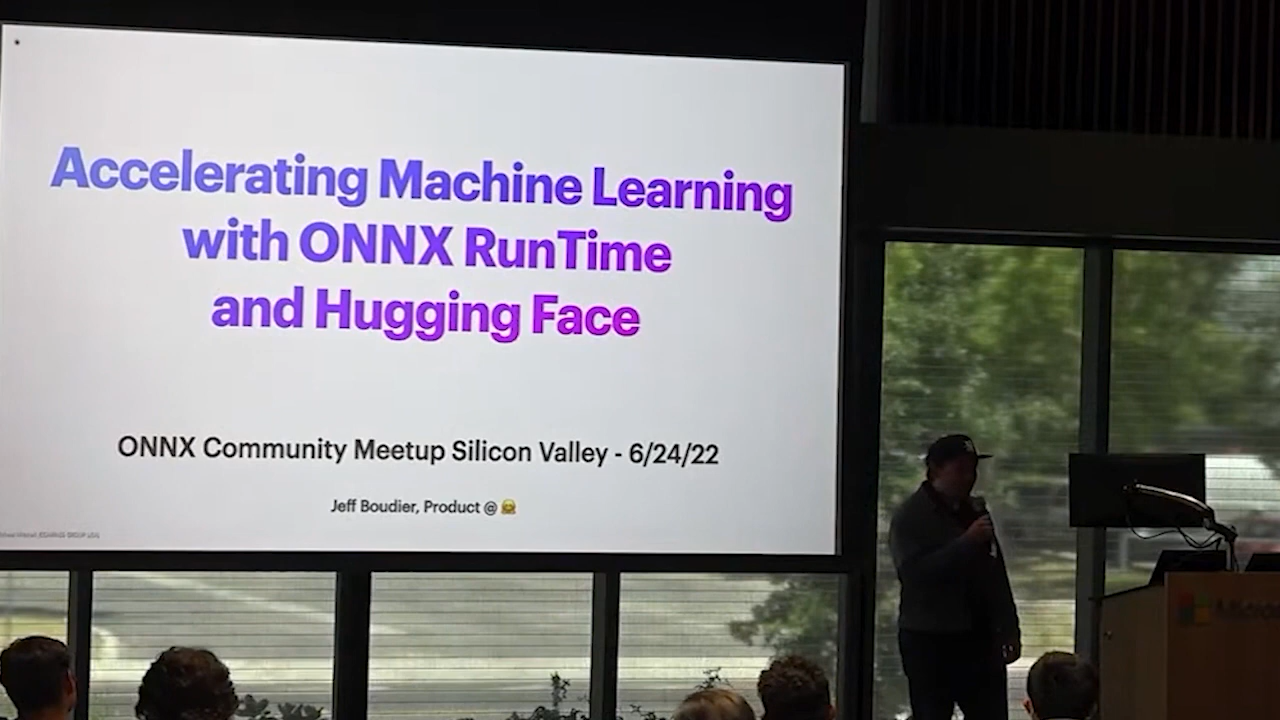 Accelerating Machine Learning
with ONNX RunTime
and Hugging Face
ONNX Community Meetup Silicon Valley - 6/24/22
Jeff Boudier, Product @ 🤗